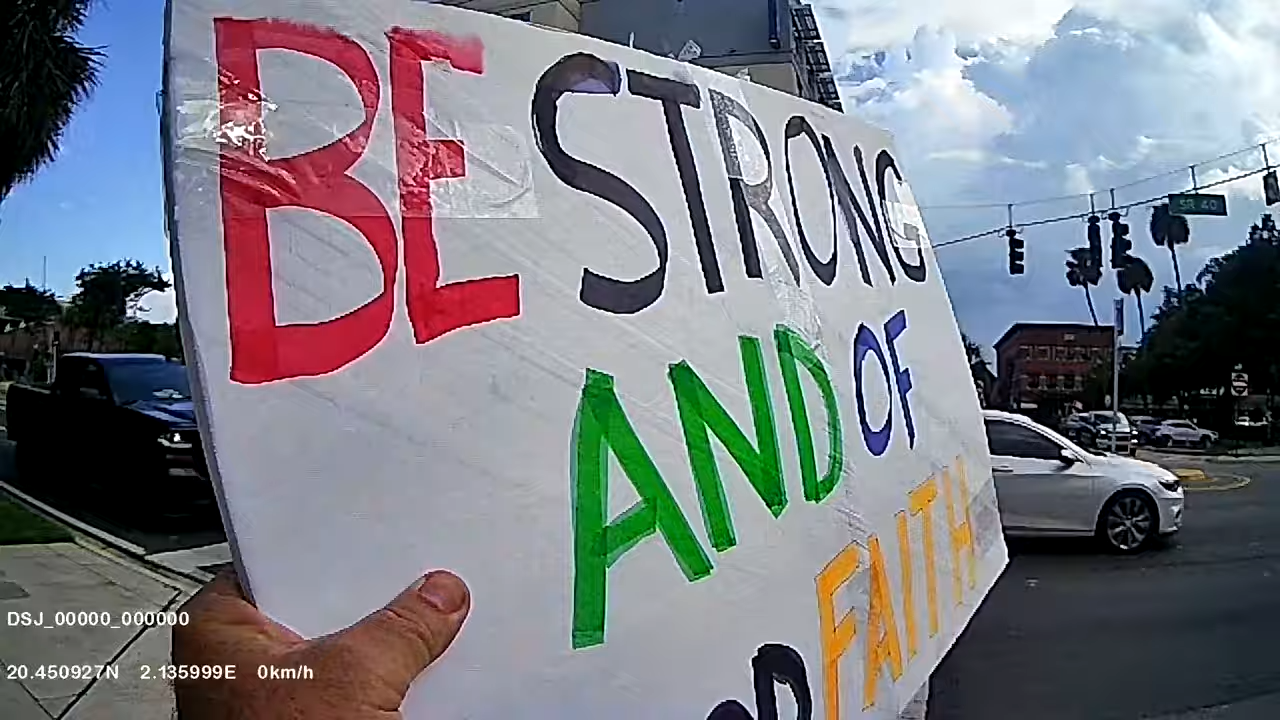 BE STRONG
AND OF
FAITH
SR 40
DSJ_00000_000000
20.450927N 2.135999E 0km/h